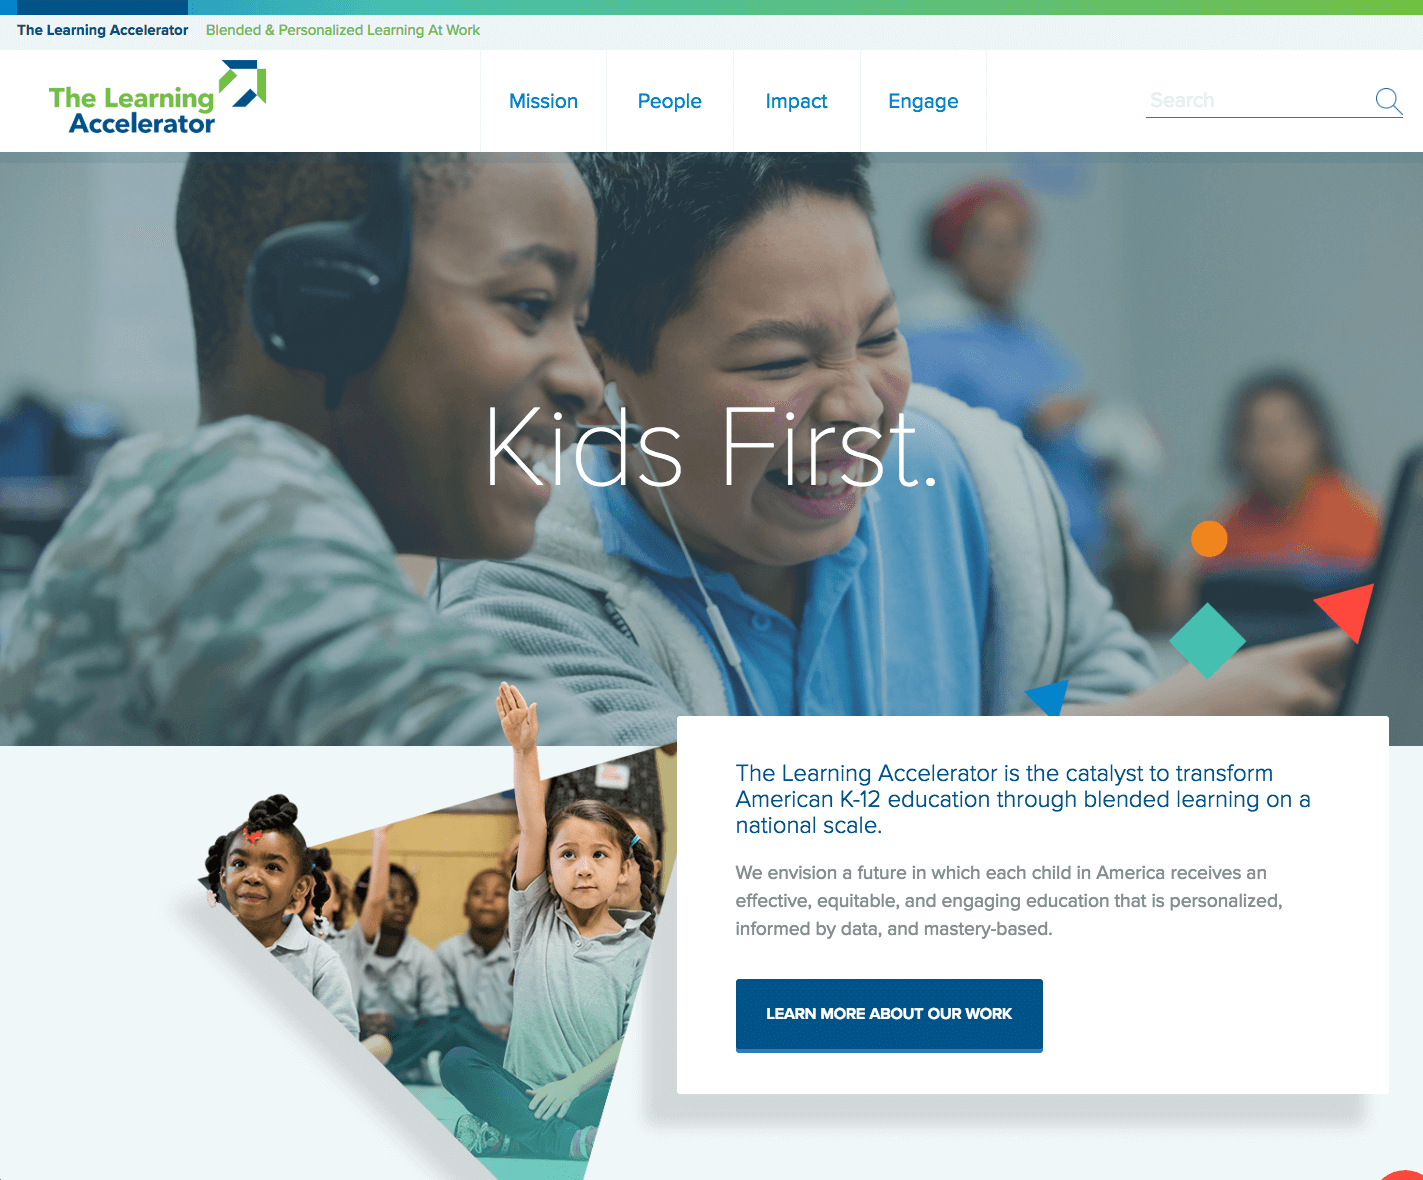 The Learning Accelerator Blended & Personalized Learning At Work
The Learning
Accelerator
Mission People Impact Engage Search
Kids First.
The Learning Accelerator is the catalyst to transform
American K-12 education through blended learning on a
national scale.
We envision a future in which each child in America receives an
effective, equitable, and engaging education that is personalized,
informed by data, and mastery-based.
LEARN MORE ABOUT OUR WORK